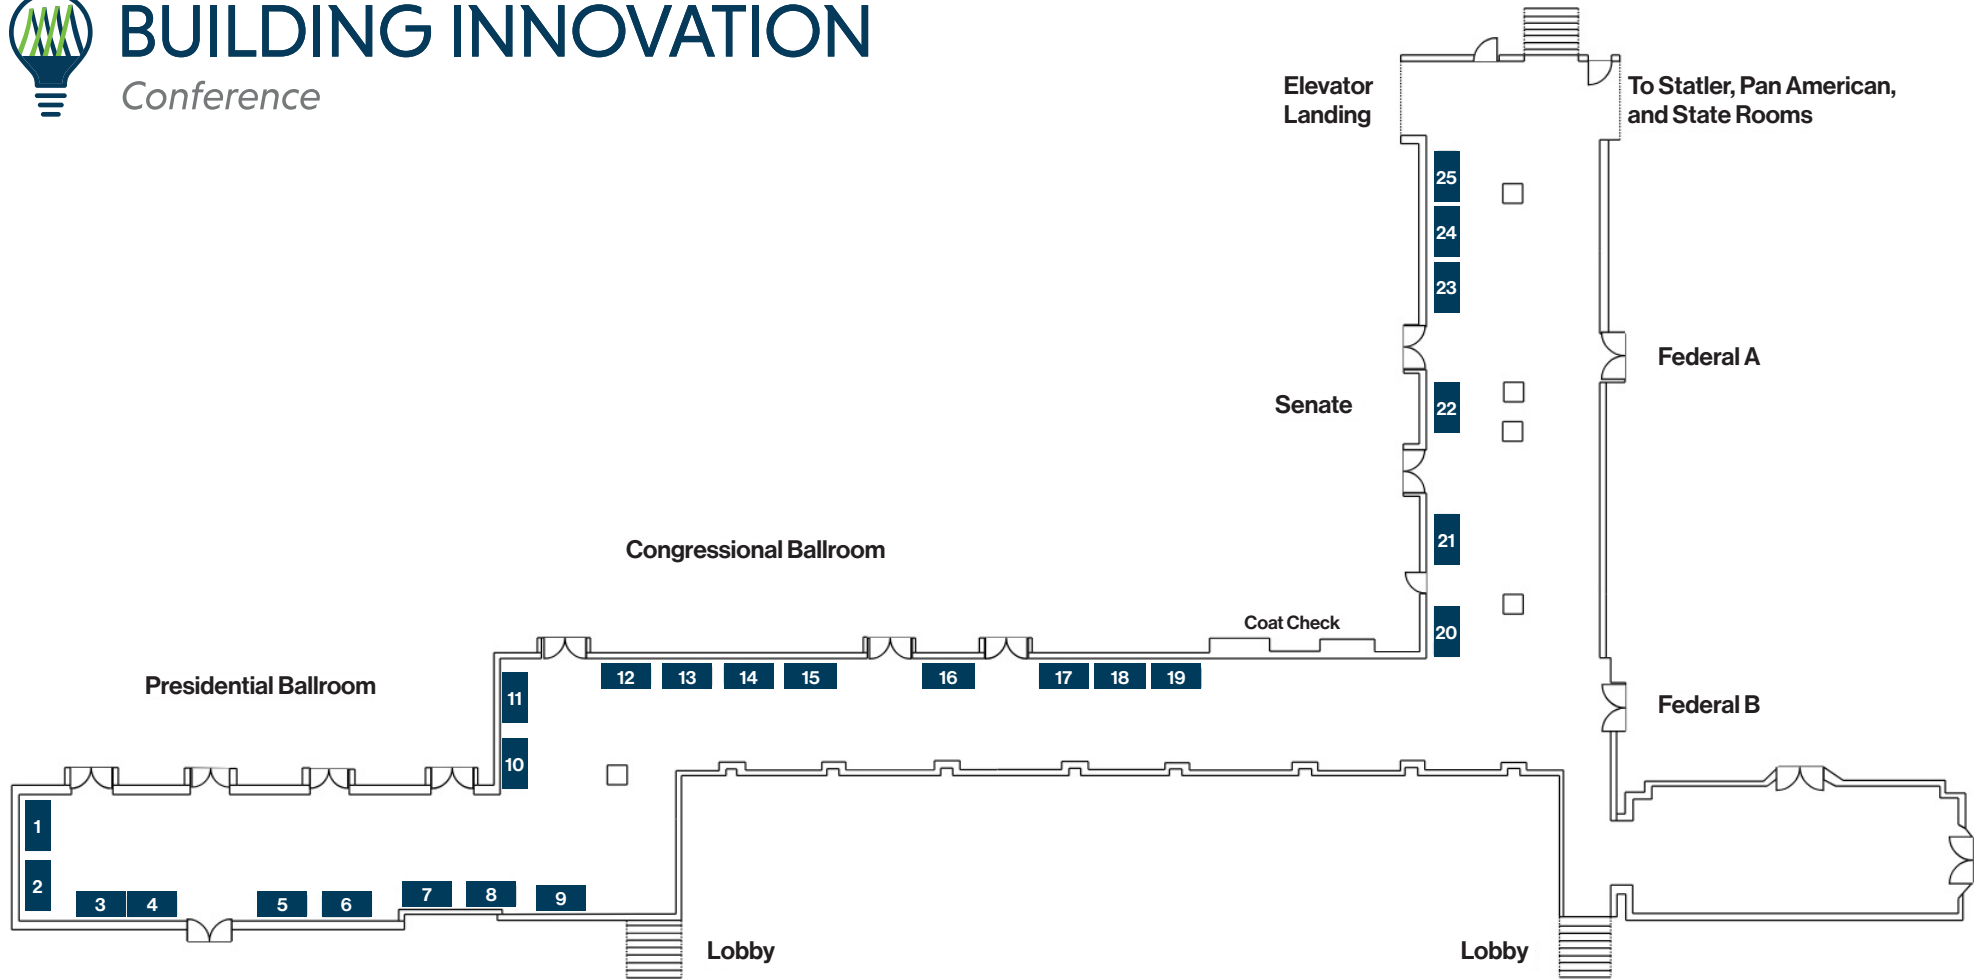 BUILDING INNOVATION
Conference
Elevator
Landing
To Statler, Pan American,
and State Rooms
25
24
23
Federal A
Senate
22
21
Congressional Ballroom
Coat Check
20
Presidential Ballroom
11
12
13
14
15
16
17
18
19
Federal B
10
1
2
3
4
5
6
7
8
9
Lobby
Lobby